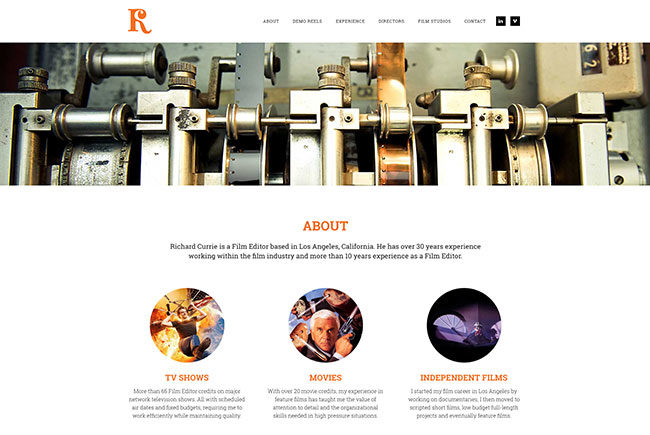 R
ABOUT DEMO REELS EXPERIENCE DIRECTORS FILM STUDIOS CONTACT in
6 2
ABOUT
Richard Currie is a Film Editor based in Los Angeles, California. He has over 30 years experience
working within the film industry and more than 10 years experience as a Film Editor.
TV SHOWS
More than 65 Film Editor credits on major
network television shows. All with scheduled
air dates and fixed budgets, requiring me to
work efficiently while maintaining quality.
MOVIES
With over 20 movie credits, my experience in
feature films has taught me the value of
attention to detail and the organizational
skills needed in high pressure situations.
INDEPENDENT FILMS
I started my film career in Los Angeles by
working on documentaries, I then moved to
scripted short films, low budget full-length
projects and eventually feature films.